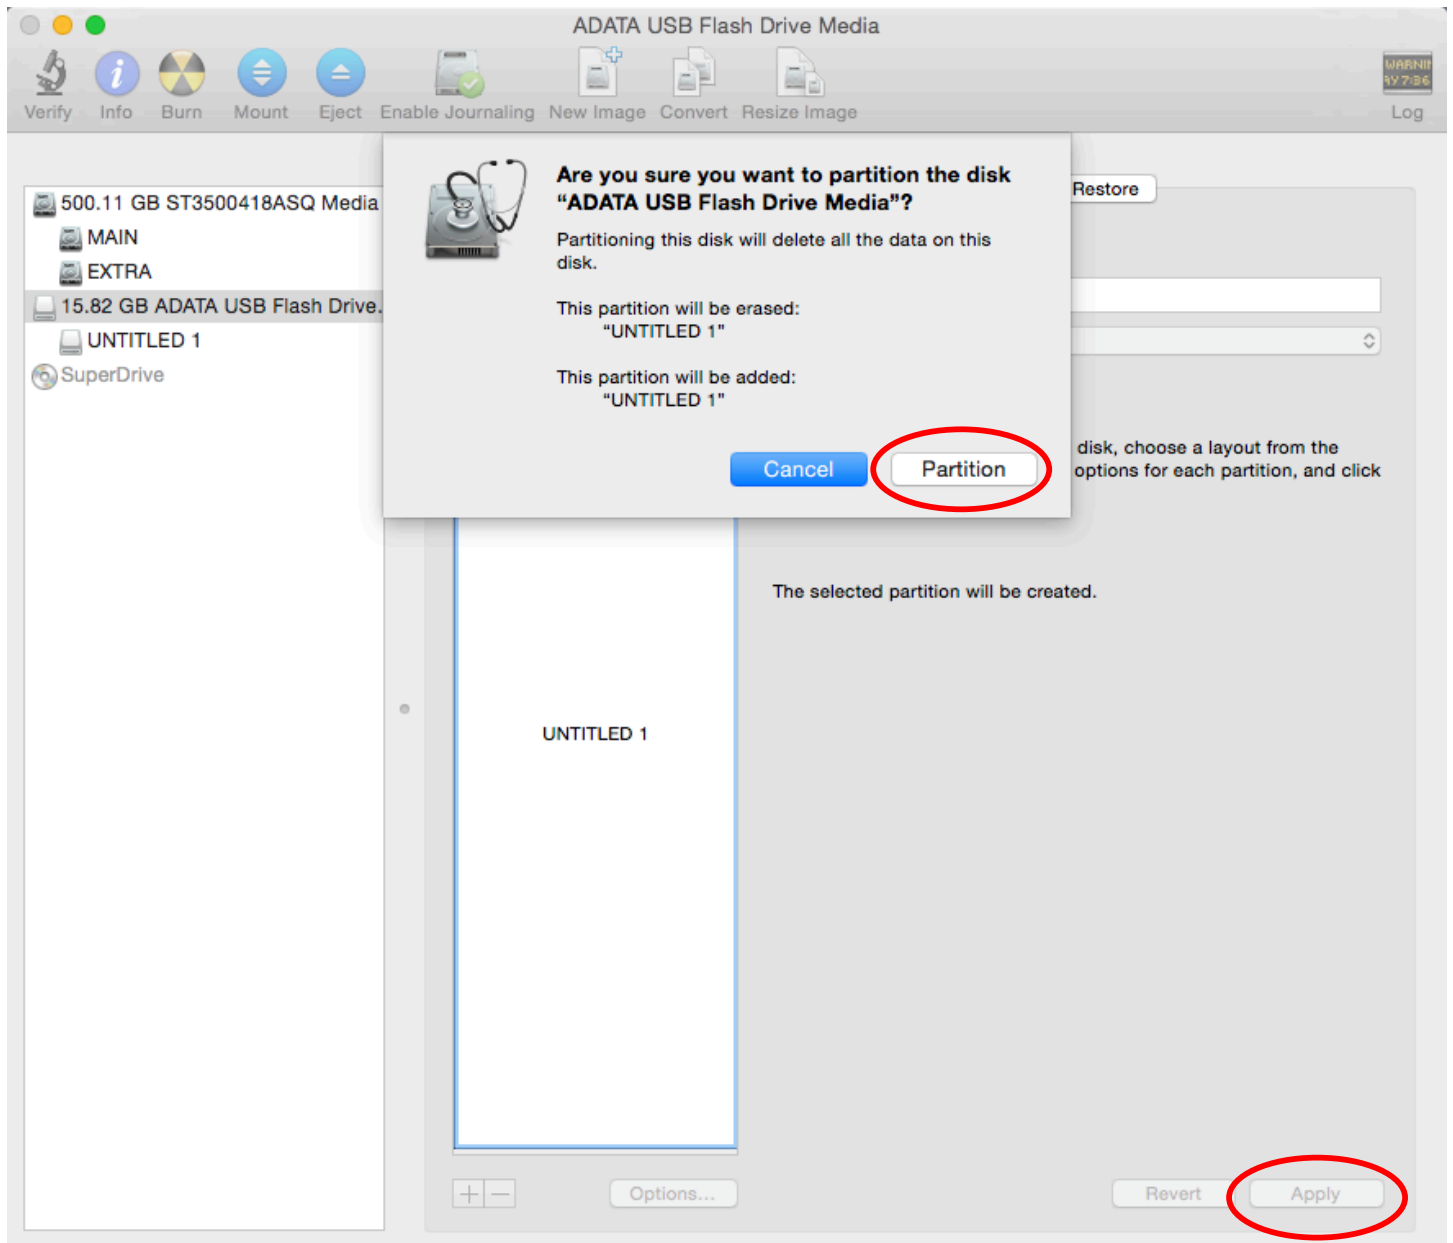 ADATA USB Flash Drive Media
Verify Info Burn Mount Eject Enable Journaling New Image Convert Resize Image Log
Are you sure you want to partition the disk
“ADATA USB Flash Drive Media”?
Partitioning this disk will delete all the data on this
disk.
This partition will be erased:
“UNTITLED 1”
This partition will be added:
“UNTITLED 1”
Cancel Partition
500.11 GB ST3500418ASQ Media
MAIN
EXTRA
15.82 GB ADATA USB Flash Drive.
UNTITLED 1
SuperDrive
Restore
disk, choose a layout from the
options for each partition, and click
The selected partition will be created.
UNTITLED 1
Options...
Revert Apply